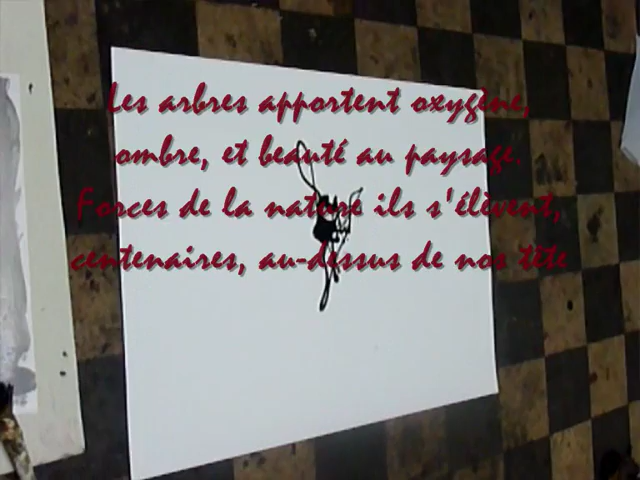 Les arbres apportent oxygène,
ombre, et beauté au paysage.
Forces de la nature ils s'élèvent,
centenaires, au-dessus de nos tête